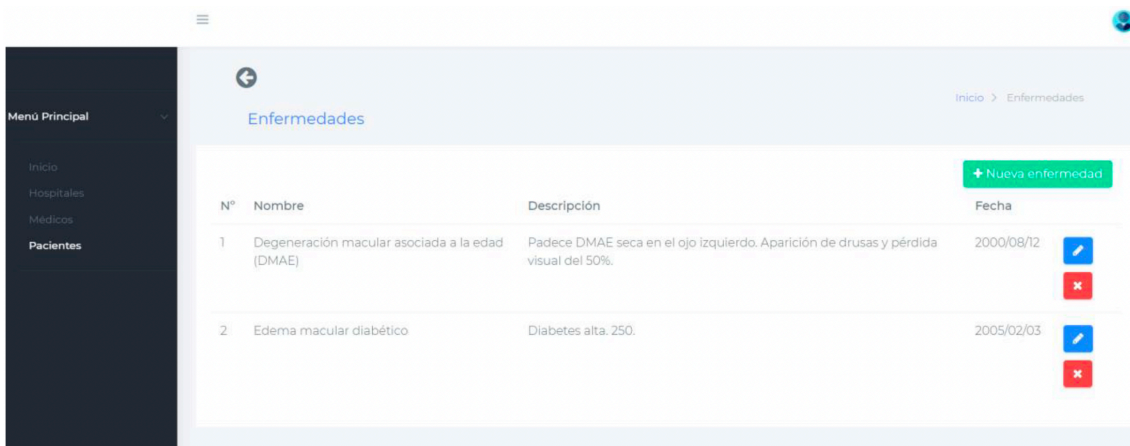 Menú Principal
Inicio
Hospitales
Médicos
Pacientes
Inicio > Enfermedades
Enfermedades
+ Nueva enfermedad
Nº Nombre Descripción Fecha
1 Degeneración macular asociada a la edad Padece DMAE seca en el ojo izquierdo. Aparición de drusas y pérdida 2000/08/12
(DMAE) visual del 50%.
2 Edema macular diabético Diabetes alta. 250. 2005/02/03